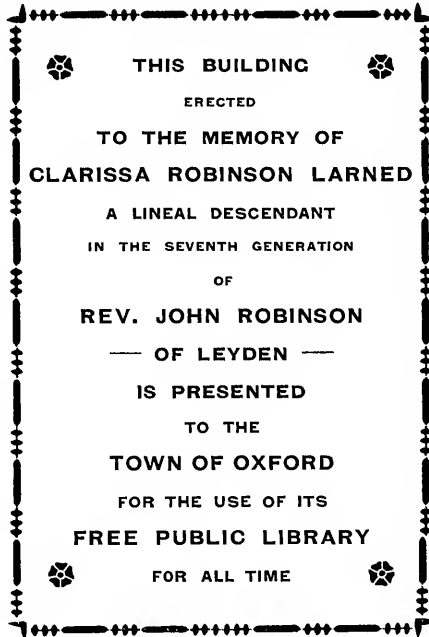 THIS BUILDING
ERECTED
TO THE MEMORY OF
CLARISSA ROBINSON LARNED
A LINEAL DESCENDANT
IN THE SEVENTH GENERATION
OF
REV. JOHN ROBINSON
— OF LEYDEN —
IS PRESENTED
TO THE
TOWN OF OXFORD
FOR THE USE OF ITS
FREE PUBLIC LIBRARY
FOR ALL TIME